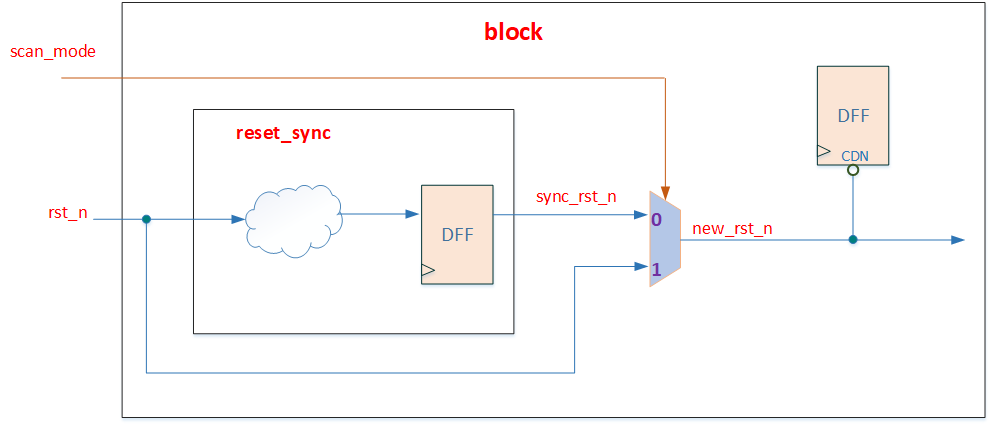 block
scan_mode
DFF
CDN
reset_sync
rst_n
DFF
sync_rst_n
0
new_rst_n
1